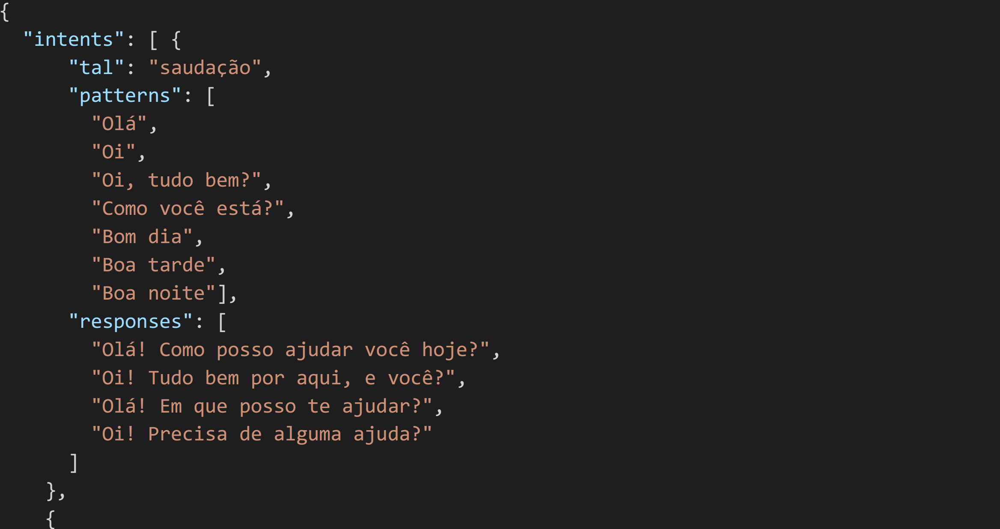 {
"intents": [ {
"tal": "saudação",
"patterns": [
"Olá",
"Oi",
"Oi, tudo bem?",
"Como você está?",
"Bom dia",
"Boa tarde",
"Boa noite"],
"responses": [
"Olá! Como posso ajudar você hoje?",
"Oi! Tudo bem por aqui, e você?",
"Olá! Em que posso te ajudar?",
"Oi! Precisa de alguma ajuda?"
]
},
{